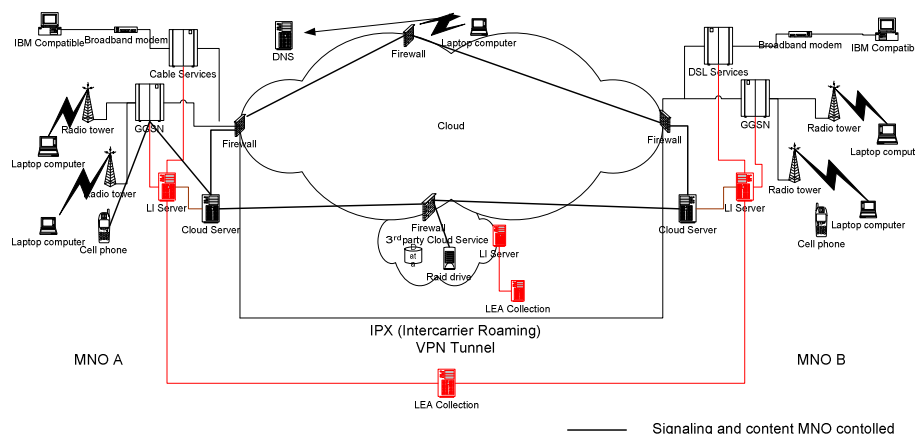 IBM Compatible
Broadband modem
Cable Services
DNS
Laptop computer
Firewall
DSL Services
Broadband modem
IBM Compatib
GGSN
Radio tower
Laptop computer
Firewall
Cloud
Firewall
GGSN
Radio tower
Laptop comput
Radio tower
LI Server
Cloud Server
Laptop computer
Cell phone
Firewall
3rd party Cloud Service
D
at
a
Raid drive
LI Server
LEA Collection
Cloud Server
LI Server
Radio tower
Laptop computer
Cell phone
IPX (Intercarrier Roaming)
VPN Tunnel
MNO A
MNO B
LEA Collection
Signaling and content MNO contolled